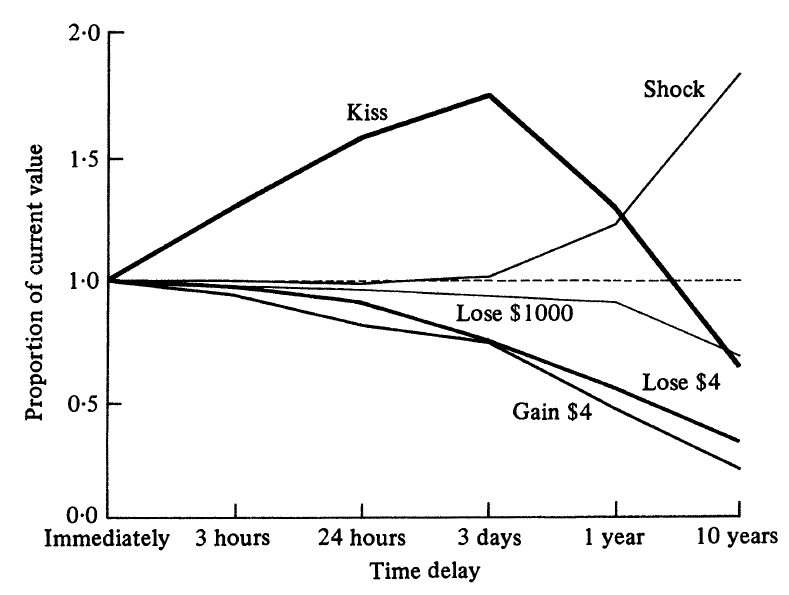 2·0
Shock
Kiss
1·5
Proportion of current value
1·0
Lose $1000
Lose $4
Gain $4
0·5
0·0
Immediately 3 hours 24 hours 3 days 1 year 10 years
Time delay